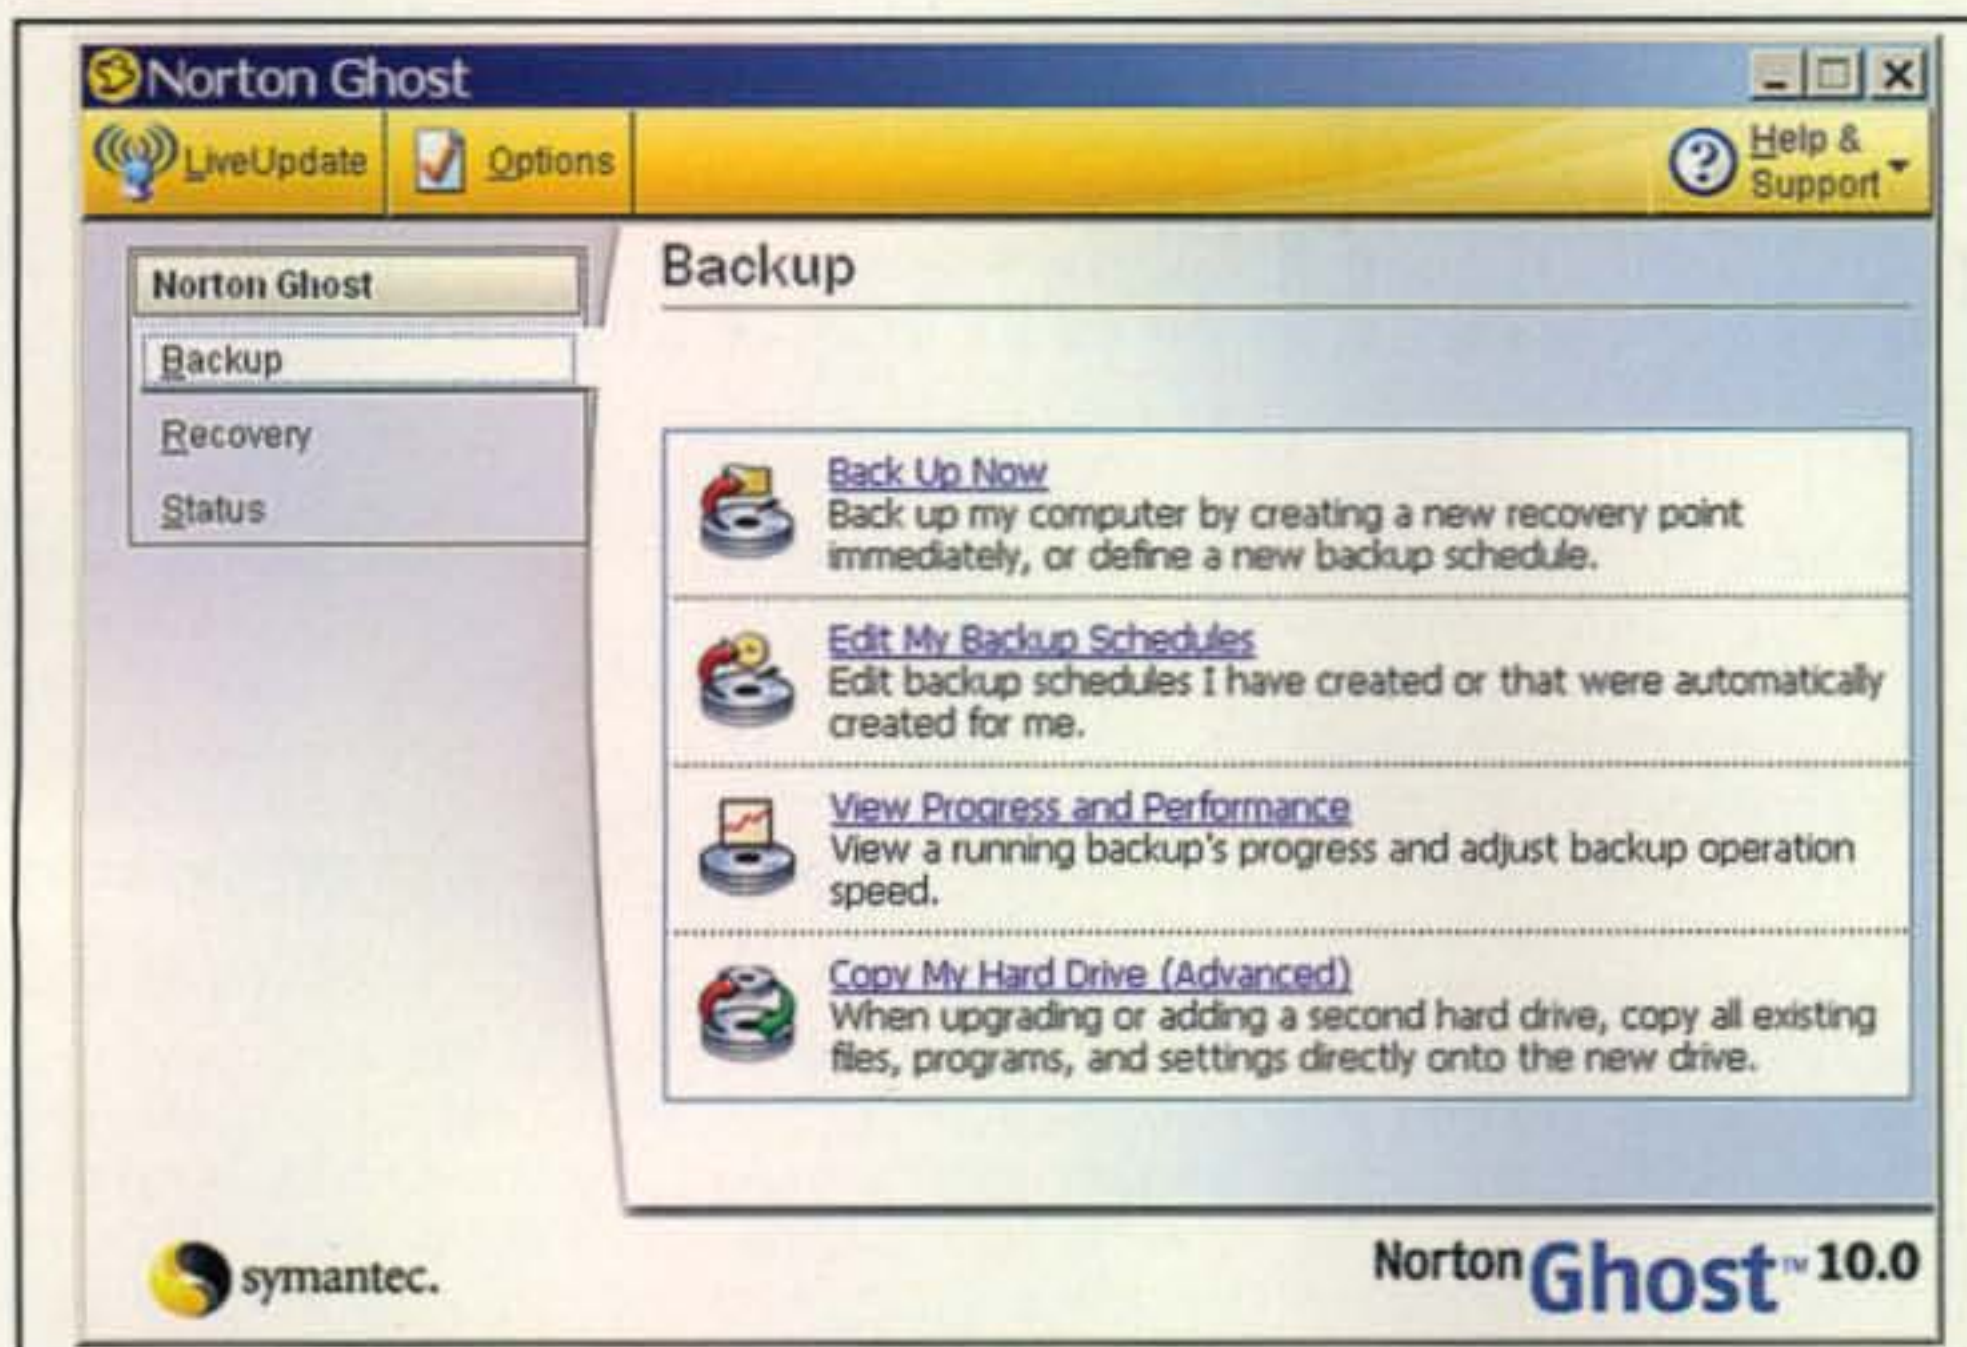 Norton Ghost
LiveUpdate
Options
Help &
Support
Norton Ghost
Backup
Recovery
Status
Backup
Back Up Now
Back up my computer by creating a new recovery point
immediately, or define a new backup schedule.
Edit My Backup Schedules
Edit backup schedules I have created or that were automatically
created for me.
View Progress and Performance
View a running backup's progress and adjust backup operation
speed.
Copy My Hard Drive (Advanced)
When upgrading or adding a second hard drive, copy all existing
files, programs, and settings directly onto the new drive.
symantec.
Norton Ghost™ 10.0